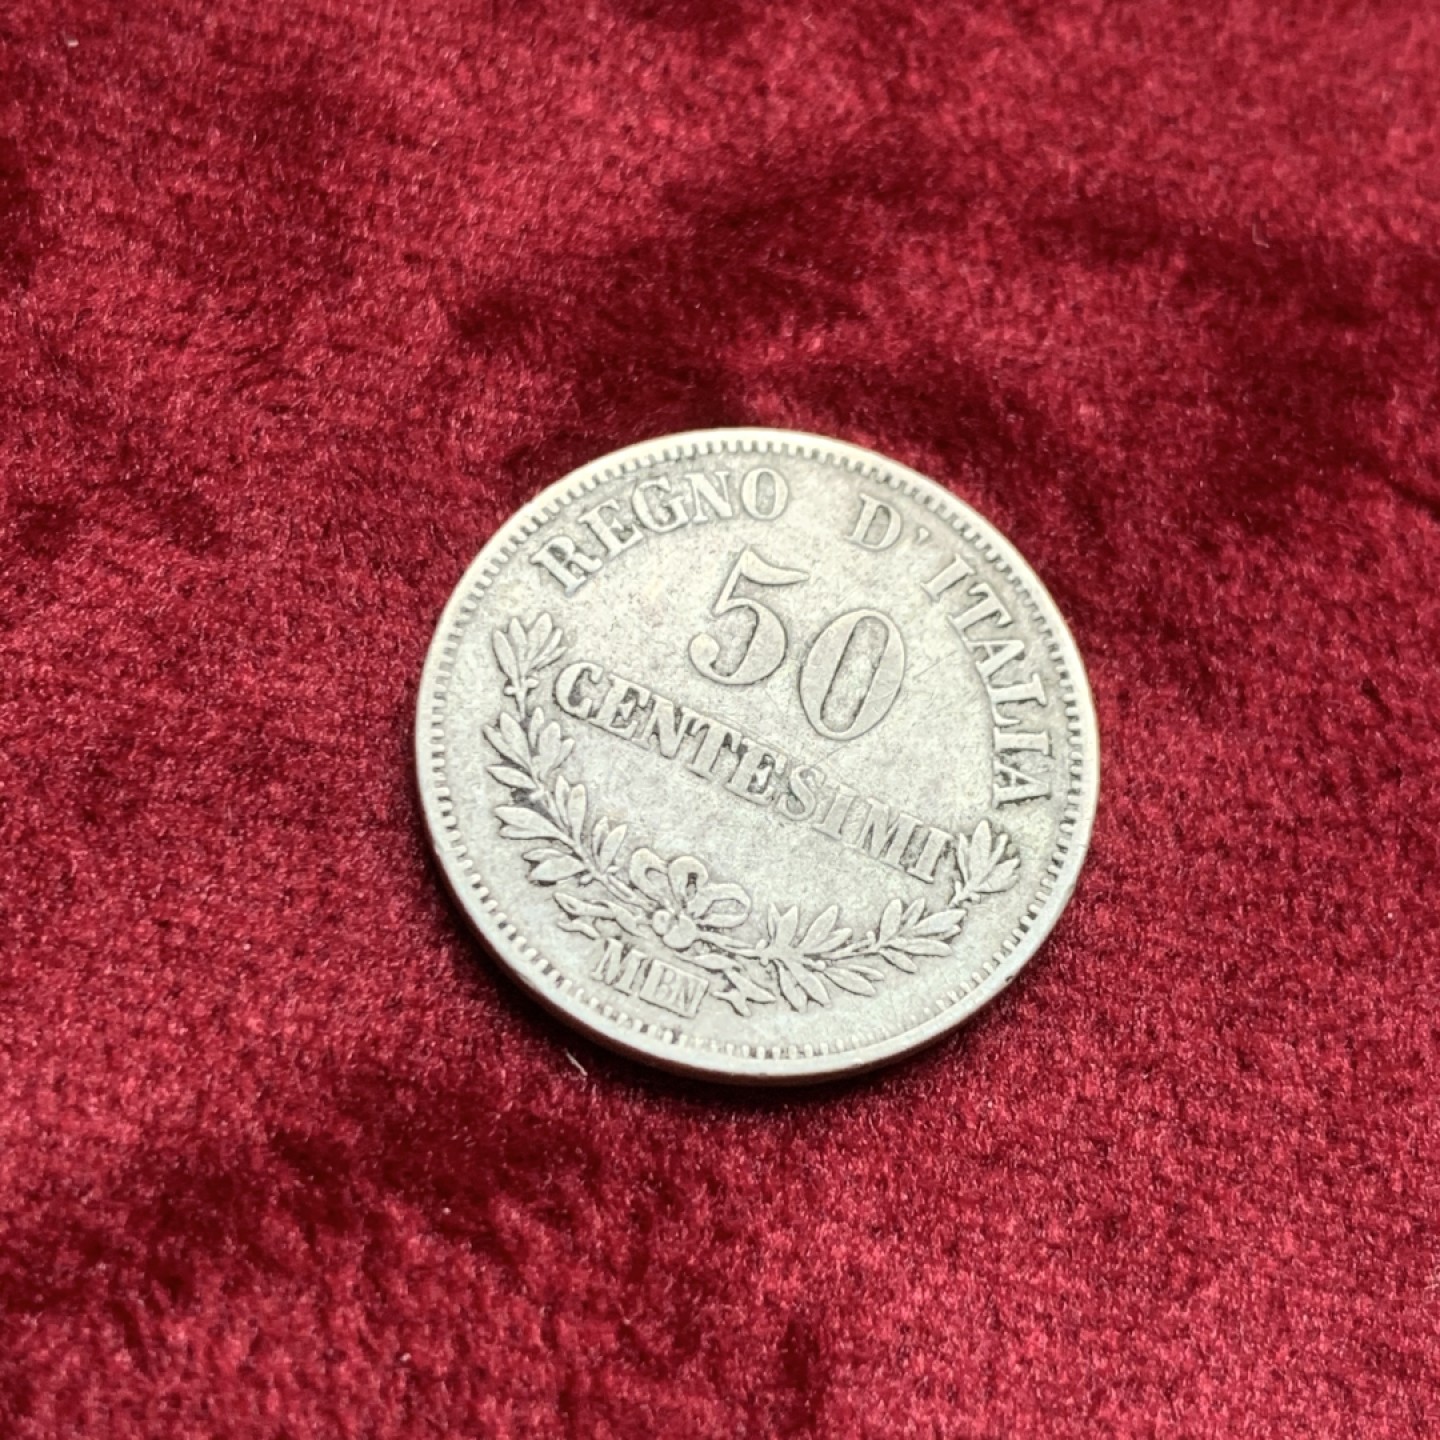 REGNO D'ITALIA
50
CENTESIMI
M BN